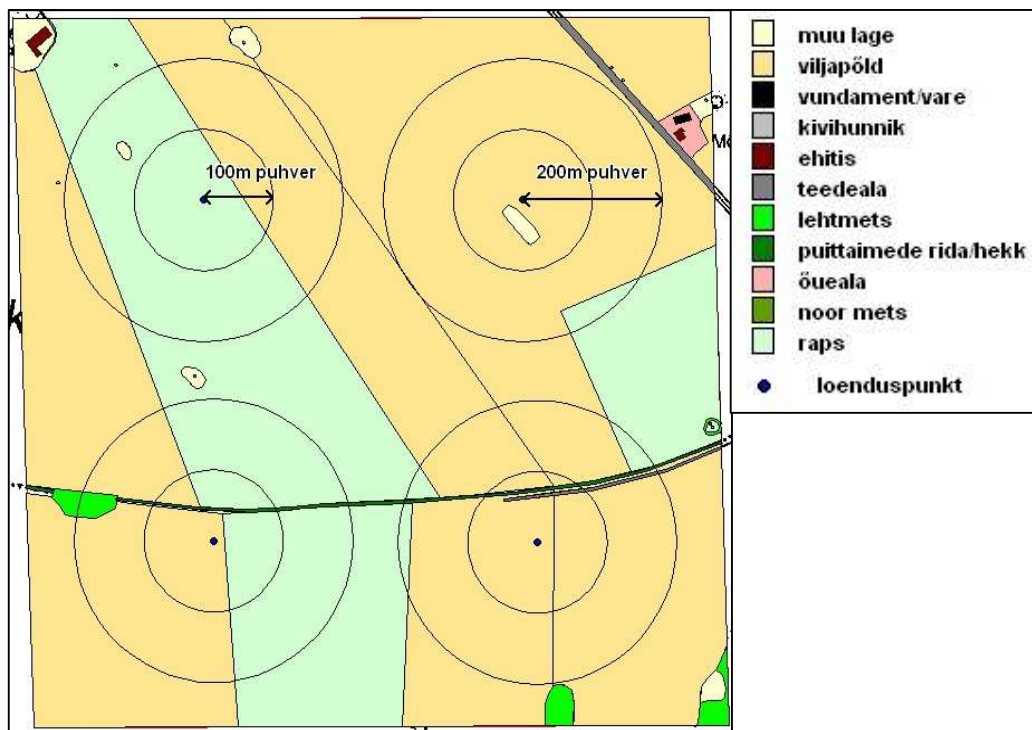 100m puhver
200m puhver
k
muu lage
viljapõld
vundament/vare
kivihunnik
ehitis
teedeala
lehtmets
puittaimede rida/hekk
õueala
noor mets
raps
loenduspunkt